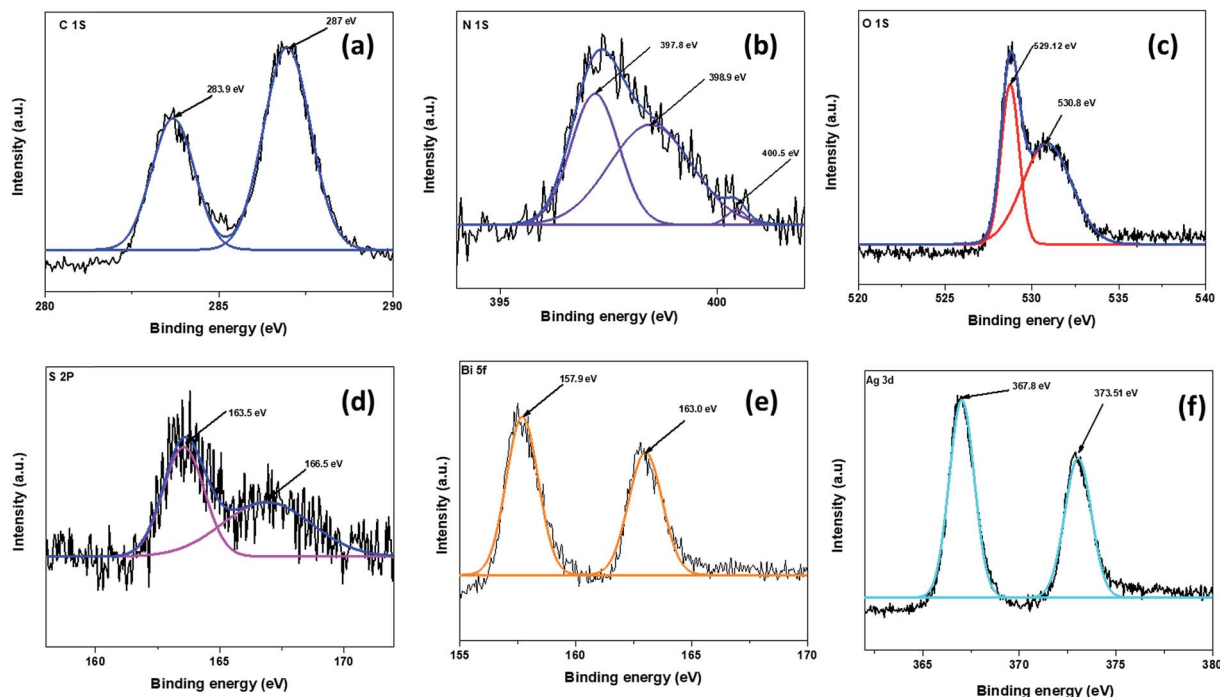 C 1S
(a)
287 eV
283.9 eV
Intensity (a.u.)
280
285
290
Binding energy (eV)
N 1S
(b)
397.8 eV
398.9 eV
400.5 eV
Intensity (a.u.)
395
400
Binding energy (eV)
O 1S
(c)
529.12 eV
530.8 eV
Intensity (a.u.)
520
525
530
535
540
Binding enery (eV)
S 2P
(d)
163.5 eV
166.5 eV
Intensity (a.u.)
160
165
170
Binding energy (eV)
Bi 5f
(e)
157.9 eV
163.0 eV
Intensity (a.u.)
155
160
165
170
Binding energy (eV)
Ag 3d
(f)
367.8 eV
373.51 eV
Intensity (a.u)
365
370
375
380
Binding energy (eV)